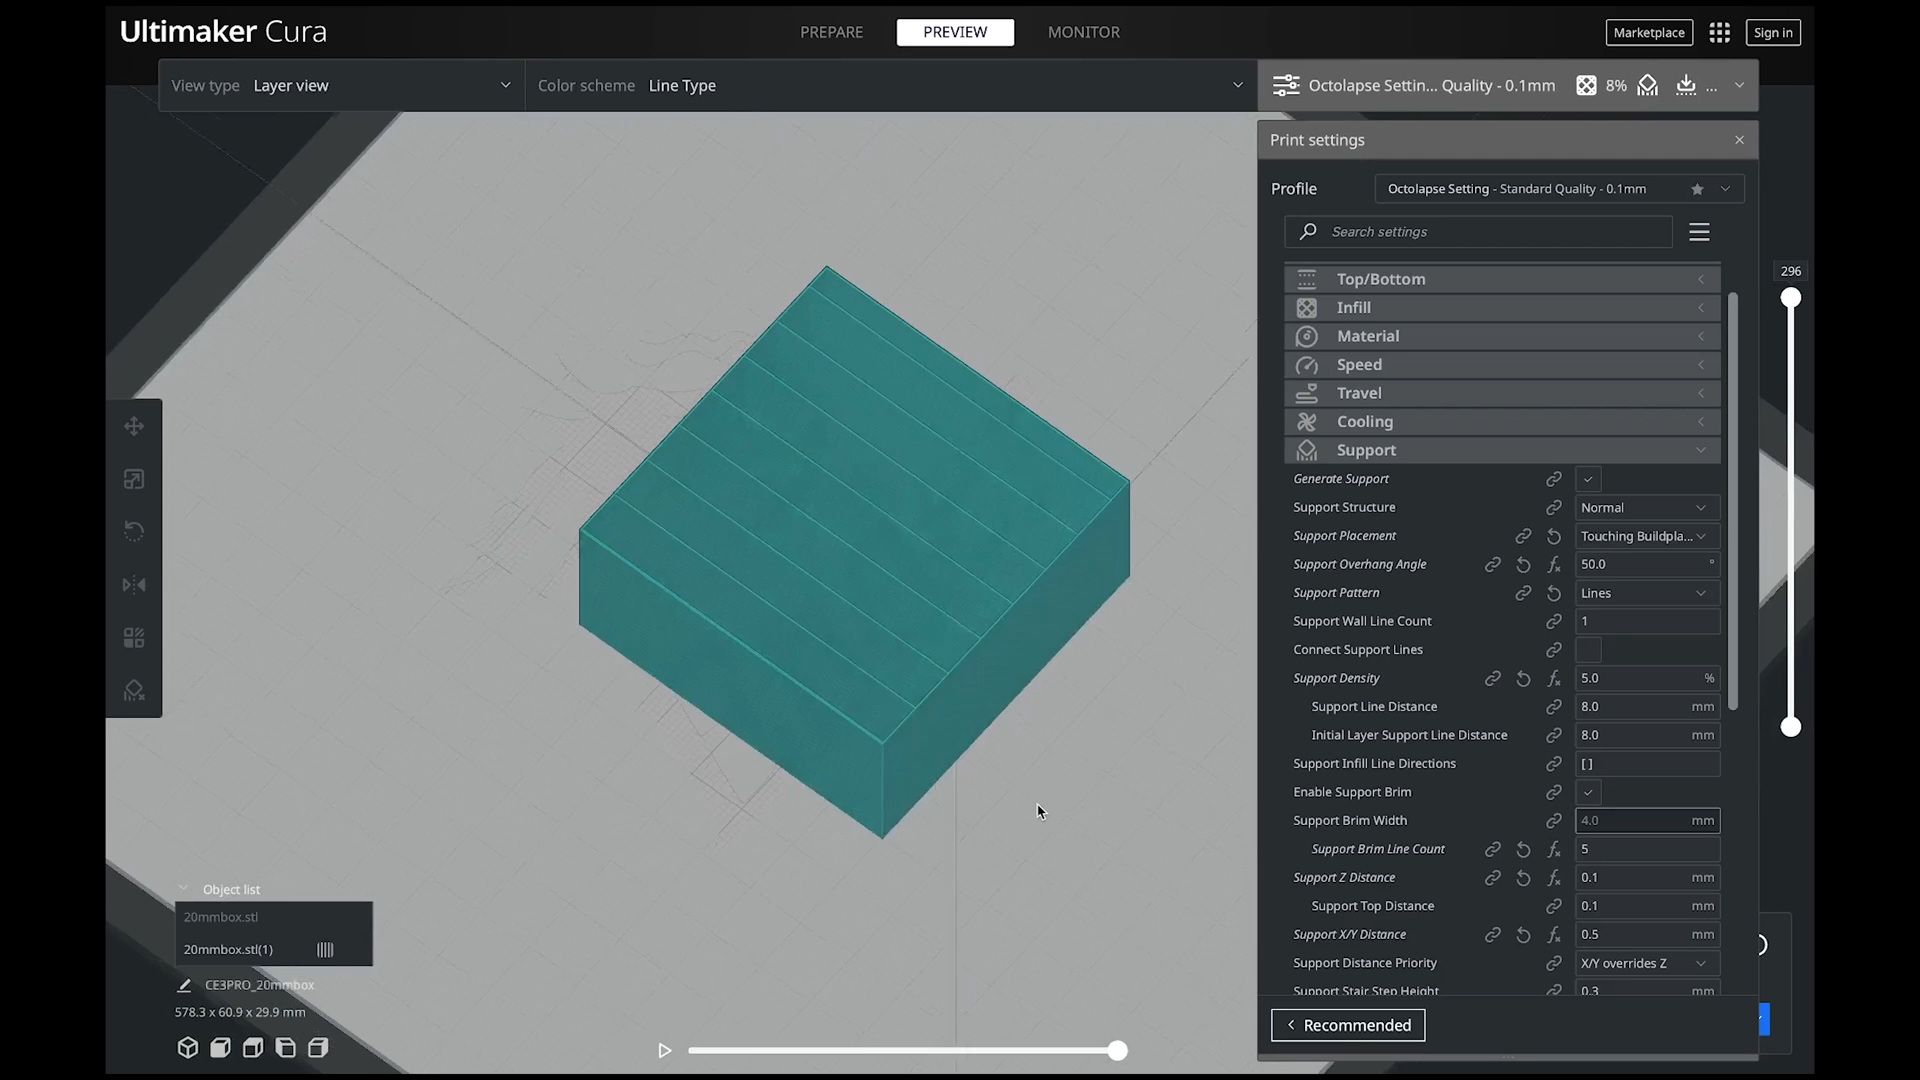 Ultimaker Cura
PREPARE
PREVIEW
MONITOR
Marketplace
Sign in
View type Layer view
Color scheme Line Type
Octolapse Settin... Quality - 0.1mm
8%
...
Print settings
Profile
Octolapse Setting - Standard Quality - 0.1mm
Search settings
296
Top/Bottom
Infill
Material
Speed
Travel
Cooling
Support
Generate Support
Support Structure Normal
Support Placement Touching Buildpla...
Support Overhang Angle 50.0 °
Support Pattern Lines
Support Wall Line Count 1
Connect Support Lines
Support Density 5.0 %
Support Line Distance 8.0 mm
Initial Layer Support Line Distance 8.0 mm
Support Infill Line Directions [ ]
Enable Support Brim
Support Brim Width 4.0 mm
Support Brim Line Count 5
Support Z Distance 0.1 mm
Support Top Distance 0.1 mm
Support X/Y Distance 0.5 mm
Support Distance Priority X/Y overrides Z
Support Stair Step Height 0.3 mm
Recommended
Object list
20mmbox.stl
20mmbox.stl(1)
CE3PRO_20mmbox
578.3 x 60.9 x 29.9 mm